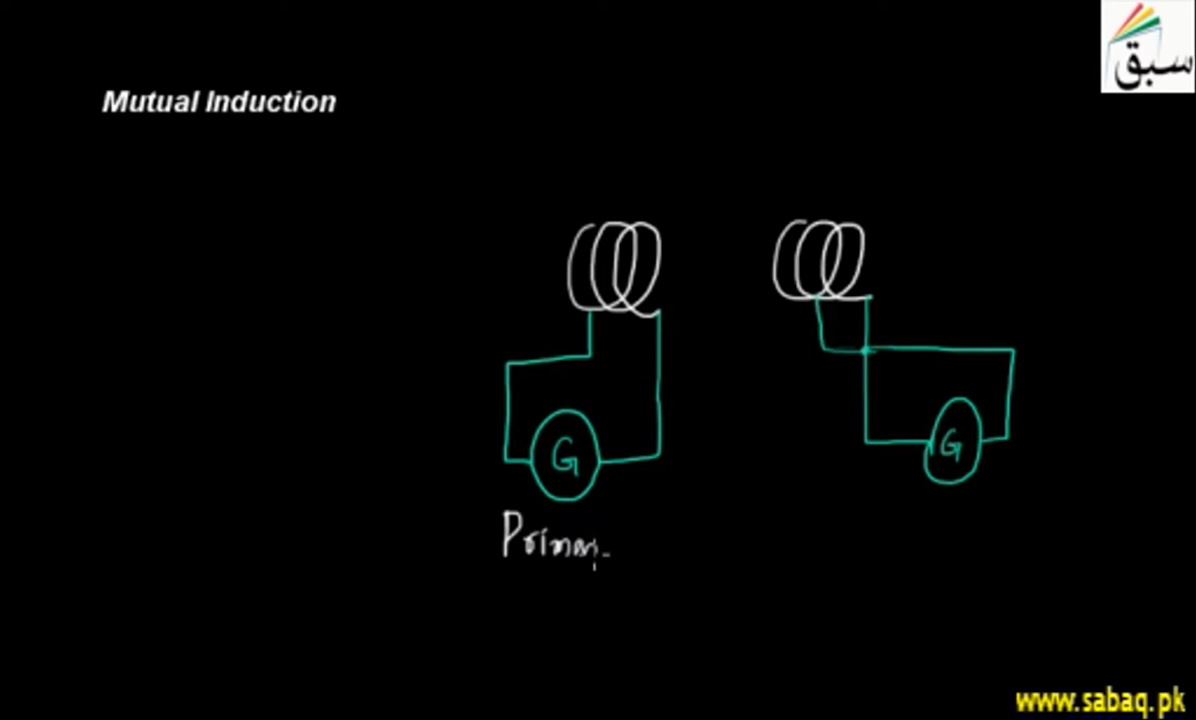 سبق
Mutual Induction
G
G
Primary
www.sabaq.pk